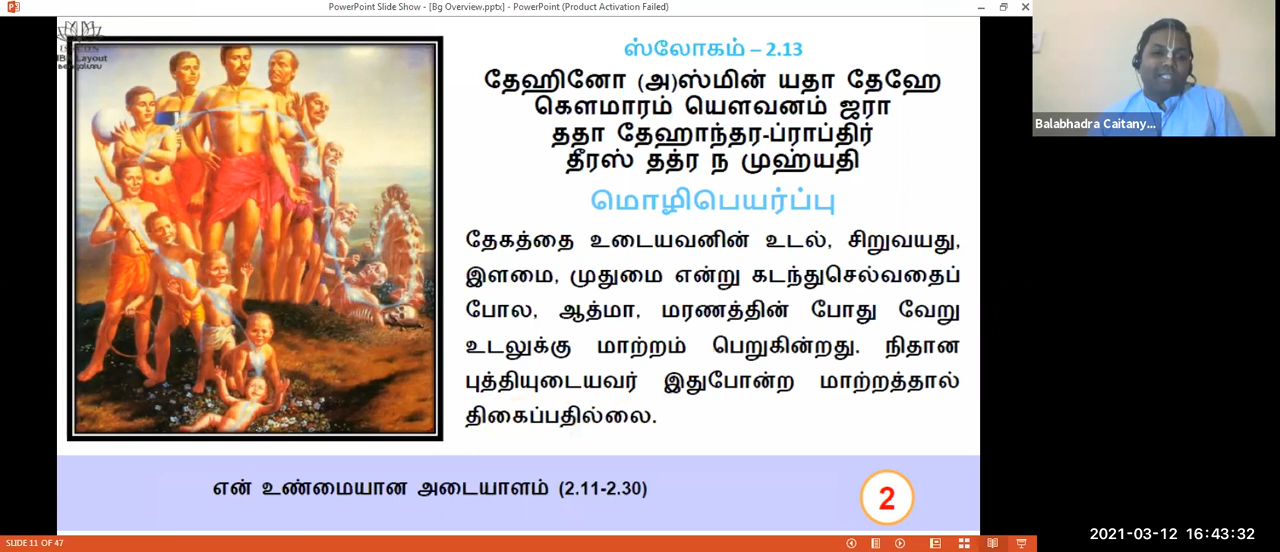 PowerPoint Slide Show - [Bg Overview.pptx] - PowerPoint (Product Activation Failed)
Layout
ஸ்லோகம் – 2.13
தேஹினோ (அ)ஸ்மின் யதா தேஹே
கௌமாரம் யௌவனம் ஜரா
ததா தேஹாந்தர-ப்ராப்திர்
தீரஸ் தத்ர ந முஹ்யதி
மொழிபெயர்ப்பு
தேகத்தை உடையவனின் உடல், சிறுவயது,
இளமை, முதுமை என்று கடந்துசெல்வதைப்
போல, ஆத்மா, மரணத்தின் போது வேறு
உடலுக்கு மாற்றம் பெறுகின்றது. நிதான
புத்தியுடையவர் இதுபோன்ற மாற்றத்தால்
திகைப்பதில்லை.
என் உண்மையான அடையாளம் (2.11-2.30)
2
Balabhadra Caitany...
SLIDE 11 OF 47
2021-03-12 16:43:32